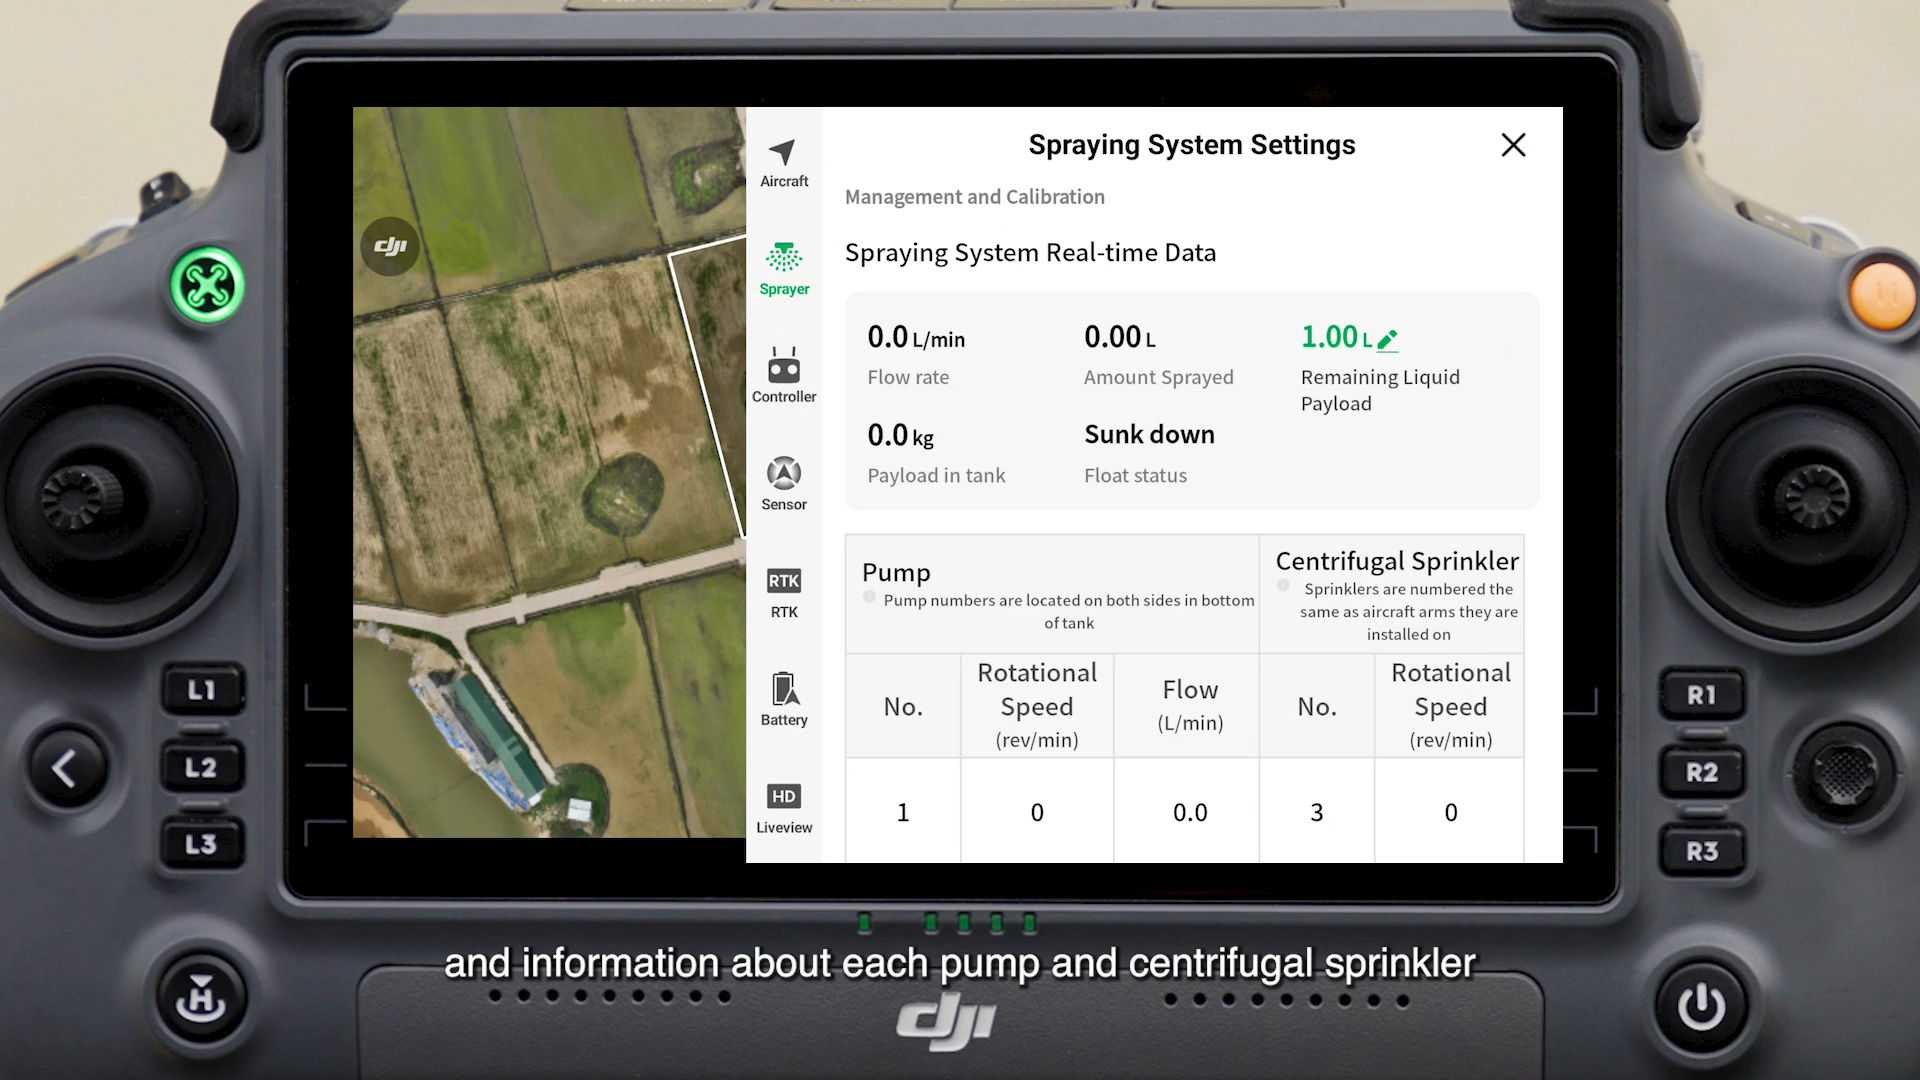 Spraying System Settings
Management and Calibration
Spraying System Real-time Data
0.0 L/min
Flow rate
0.00 L
Amount Sprayed
1.00 L
Remaining Liquid
Payload
0.0 kg
Payload in tank
Sunk down
Float status
Pump
Pump numbers are located on both sides in bottom
of tank
Centrifugal Sprinkler
Sprinklers are numbered the
same as aircraft arms they are
installed on
No.
Rotational
Speed
(rev/min)
Flow
(L/min)
No.
Rotational
Speed
(rev/min)
1
0
0.0
3
0
Aircraft
Sprayer
Controller
Sensor
RTK
RTK
Battery
HD
Liveview
dji
L1
L2
L3
R1
R2
R3
H
and information about each pump and centrifugal sprinkler
dji